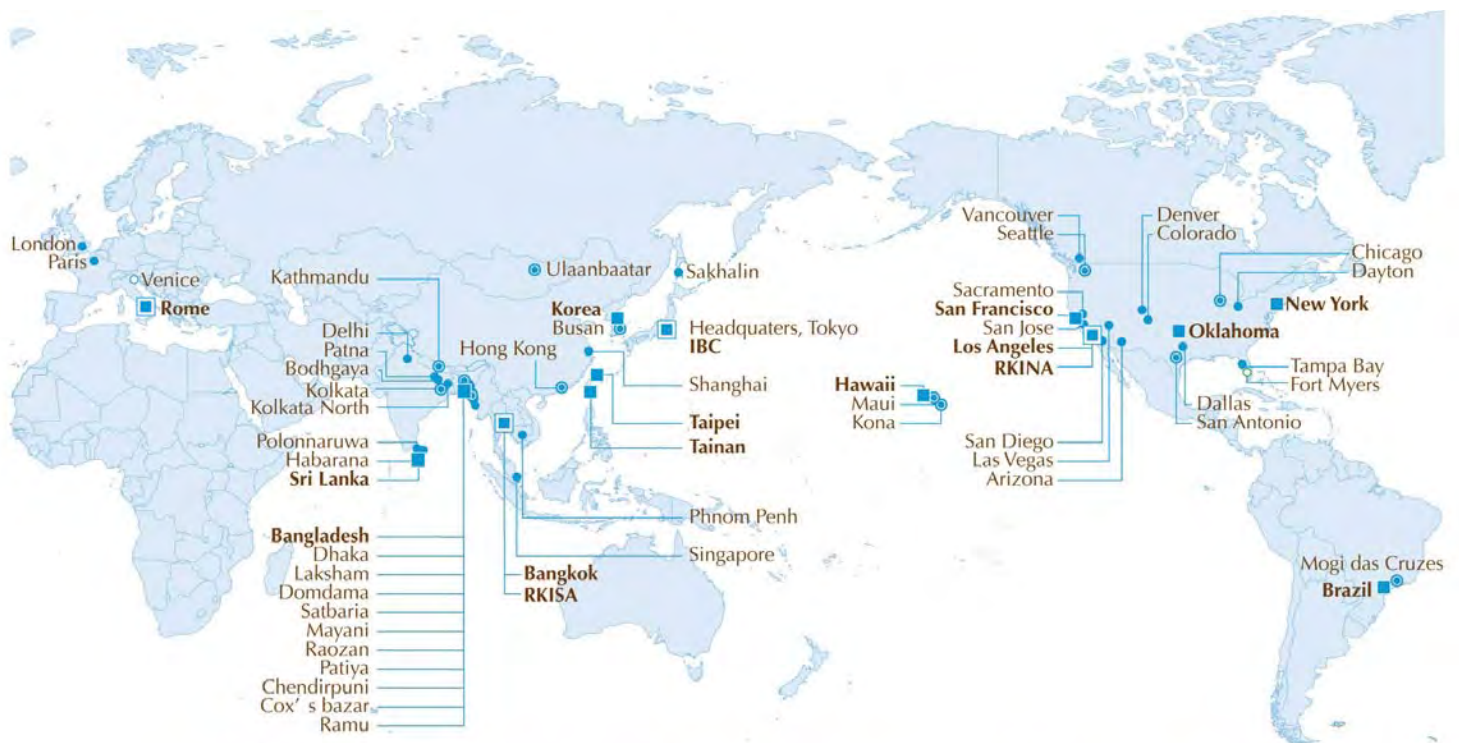 London
Paris
Venice
Rome
Kathmandu
Delhi
Patna
Bodhgaya
Kolkata
Kolkata North
Polonnaruwa
Habarana
Sri Lanka
Bangladesh
Dhaka
Laksham
Domdama
Satbaria
Mayani
Raozan
Patiya
Chendirpuni
Cox’ s bazar
Ramu
Ulaanbaatar
Sakhalin
Korea
Busan
Headquaters, Tokyo
IBC
Hong Kong
Shanghai
Taipei
Tainan
Phnom Penh
Singapore
Bangkok
RKISA
Vancouver
Seattle
Denver
Colorado
Chicago
Dayton
Sacramento
San Francisco
San Jose
Los Angeles
RKINA
New York
Oklahoma
Tampa Bay
Fort Myers
Dallas
San Antonio
Hawaii
Maui
Kona
San Diego
Las Vegas
Arizona
Mogi das Cruzes
Brazil